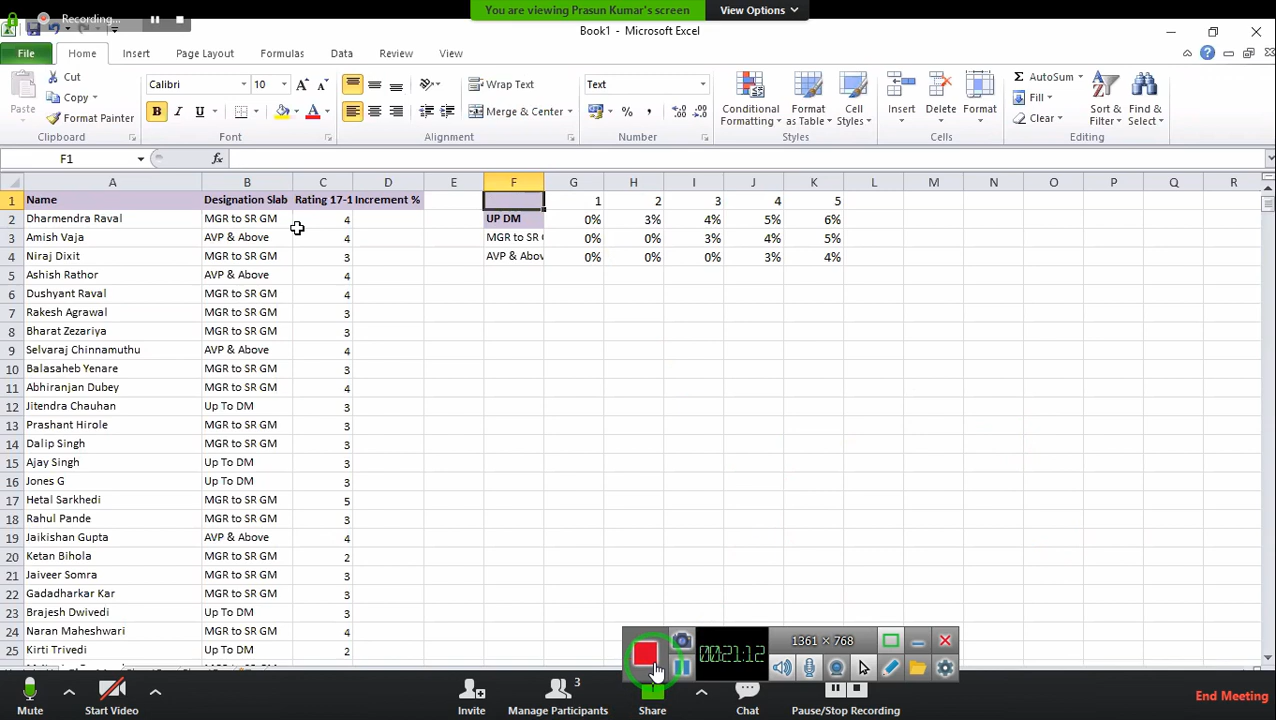 Recording...
You are viewing Prasun Kumar's screen
View Options
Book1 - Microsoft Excel
File Home Insert Page Layout Formulas Data Review View
Cut
Copy
Format Painter
Paste
Clipboard
Calibri 10
B I U A
Font
Wrap Text
Merge & Center
Alignment
Text
% ,
Number
Conditional Formatting
Format as Table
Cell Styles
Styles
Insert Delete Format
Cells
AutoSum
Fill
Clear
Sort & Filter
Find & Select
Editing
F1 fx
A B C D E F G H I J K L M N O P Q R
1 Name Designation Slab Rating 17-1 Increment % 1 2 3 4 5
2 Dharmendra Raval MGR to SR GM 4 UP DM 0% 3% 4% 5% 6%
3 Amish Vaja AVP & Above 4 MGR to SR 0% 0% 3% 4% 5%
4 Niraj Dixit MGR to SR GM 3 AVP & Abov 0% 0% 0% 3% 4%
5 Ashish Rathor AVP & Above 4
6 Dushyant Raval MGR to SR GM 4
7 Rakesh Agrawal MGR to SR GM 3
8 Bharat Zezariya MGR to SR GM 3
9 Selvaraj Chinnamuthu AVP & Above 4
10 Balasaheb Yenare MGR to SR GM 3
11 Abhiranjan Dubey MGR to SR GM 4
12 Jitendra Chauhan Up To DM 3
13 Prashant Hirole MGR to SR GM 3
14 Dalip Singh MGR to SR GM 3
15 Ajay Singh Up To DM 3
16 Jones G Up To DM 3
17 Hetal Sarkhedi MGR to SR GM 5
18 Rahul Pande MGR to SR GM 3
19 Jaikishan Gupta AVP & Above 4
20 Ketan Bihola MGR to SR GM 2
21 Jaiveer Somra MGR to SR GM 3
22 Gadadharkar Kar MGR to SR GM 3
23 Brajesh Dwivedi Up To DM 3
24 Naran Maheshwari MGR to SR GM 4
25 Kirti Trivedi Up To DM 2
00:21:12
1361 × 768
Mute
Start Video
Invite
3
Manage Participants
Share
Chat
Pause/Stop Recording
End Meeting